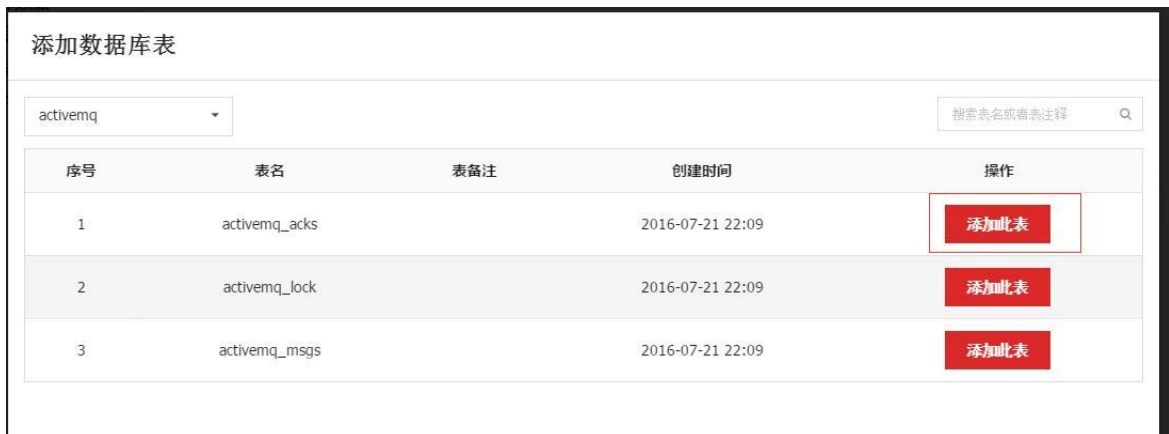 添加数据库表
activemq 搜索表名或者表注释
序号 表名 表备注 创建时间 操作
1 activemq_acks 2016-07-21 22:09 添加此表
2 activemq_lock 2016-07-21 22:09 添加此表
3 activemq_msgs 2016-07-21 22:09 添加此表